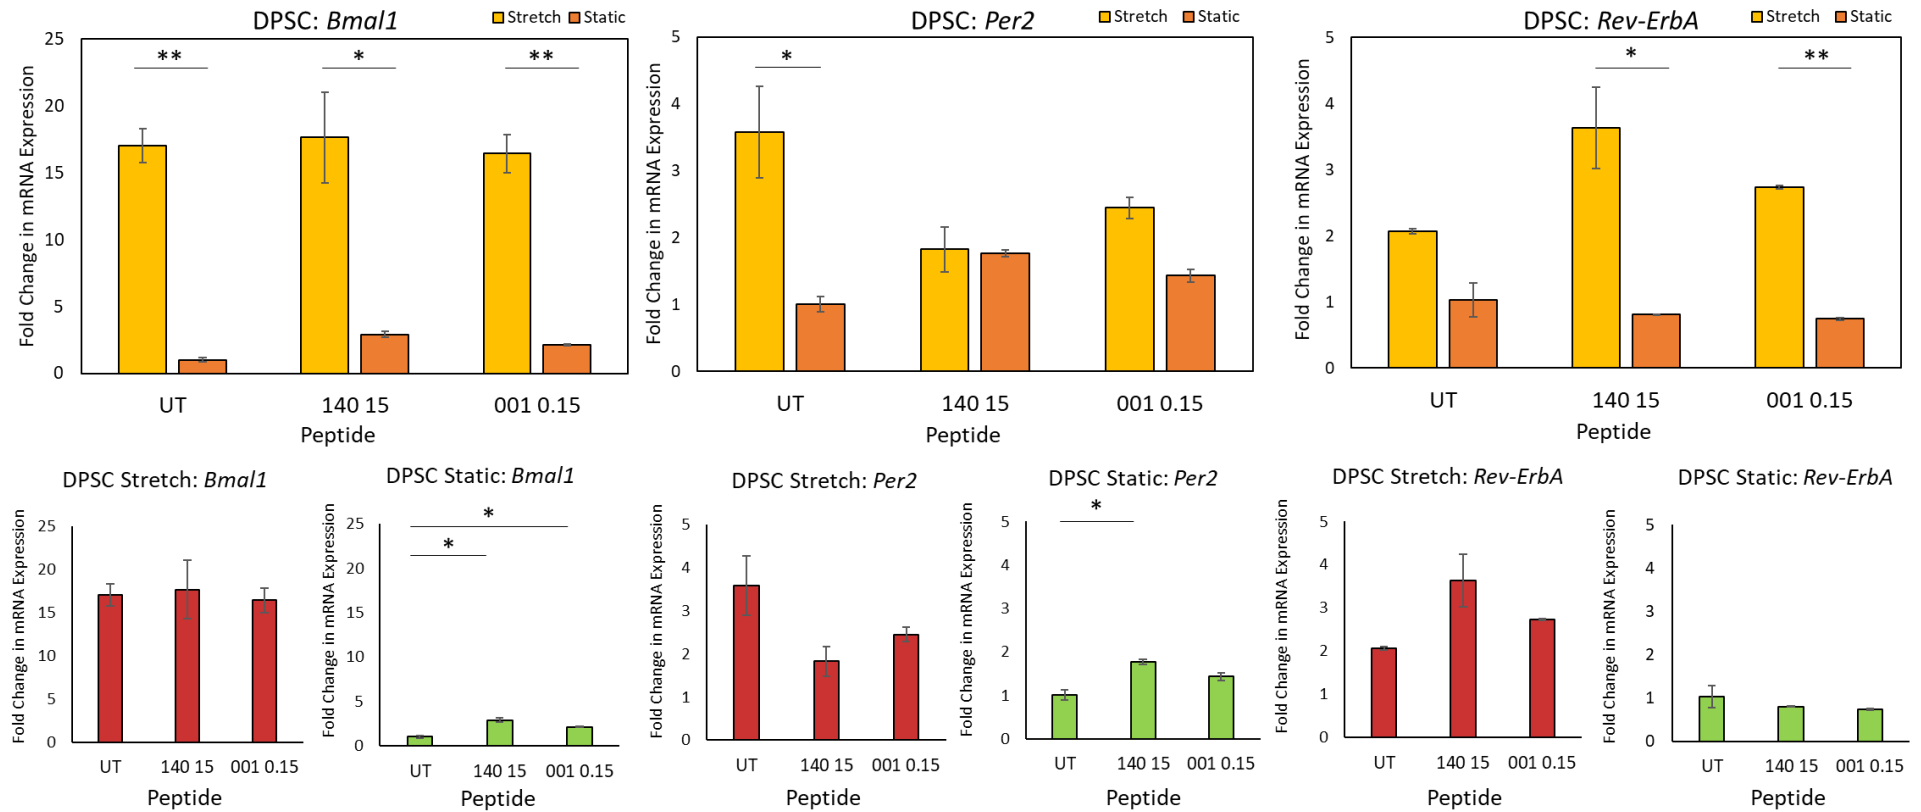 DPSC: Bmal1
Stretch Static
Fold Change in mRNA Expression
25
20
15
10
5
0
** * **
UT 140 15 001 0.15
Peptide
DPSC: Per2
Stretch Static
Fold Change in mRNA Expression
5
4
3
2
1
0
*
UT 140 15 001 0.15
Peptide
DPSC: Rev-ErbA
Stretch Static
Fold Change in mRNA Expression
5
4
3
2
1
0
* **
UT 140 15 001 0.15
Peptide
DPSC Stretch: Bmal1
Fold Change in mRNA Expression
25
20
15
10
5
0
UT 140 15 001 0.15
Peptide
DPSC Static: Bmal1
Fold Change in mRNA Expression
25
20
15
10
5
0
*
*
UT 140 15 001 0.15
Peptide
DPSC Stretch: Per2
Fold Change in mRNA Expression
5
4
3
2
1
0
UT 140 15 001 0.15
Peptide
DPSC Static: Per2
Fold Change in mRNA Expression
5
4
3
2
1
0
*
UT 140 15 001 0.15
Peptide
DPSC Stretch: Rev-ErbA
Fold Change in mRNA Expression
5
4
3
2
1
0
UT 140 15 001 0.15
Peptide
DPSC Static: Rev-ErbA
Fold Change in mRNA Expression
5
4
3
2
1
0
UT 140 15 001 0.15
Peptide